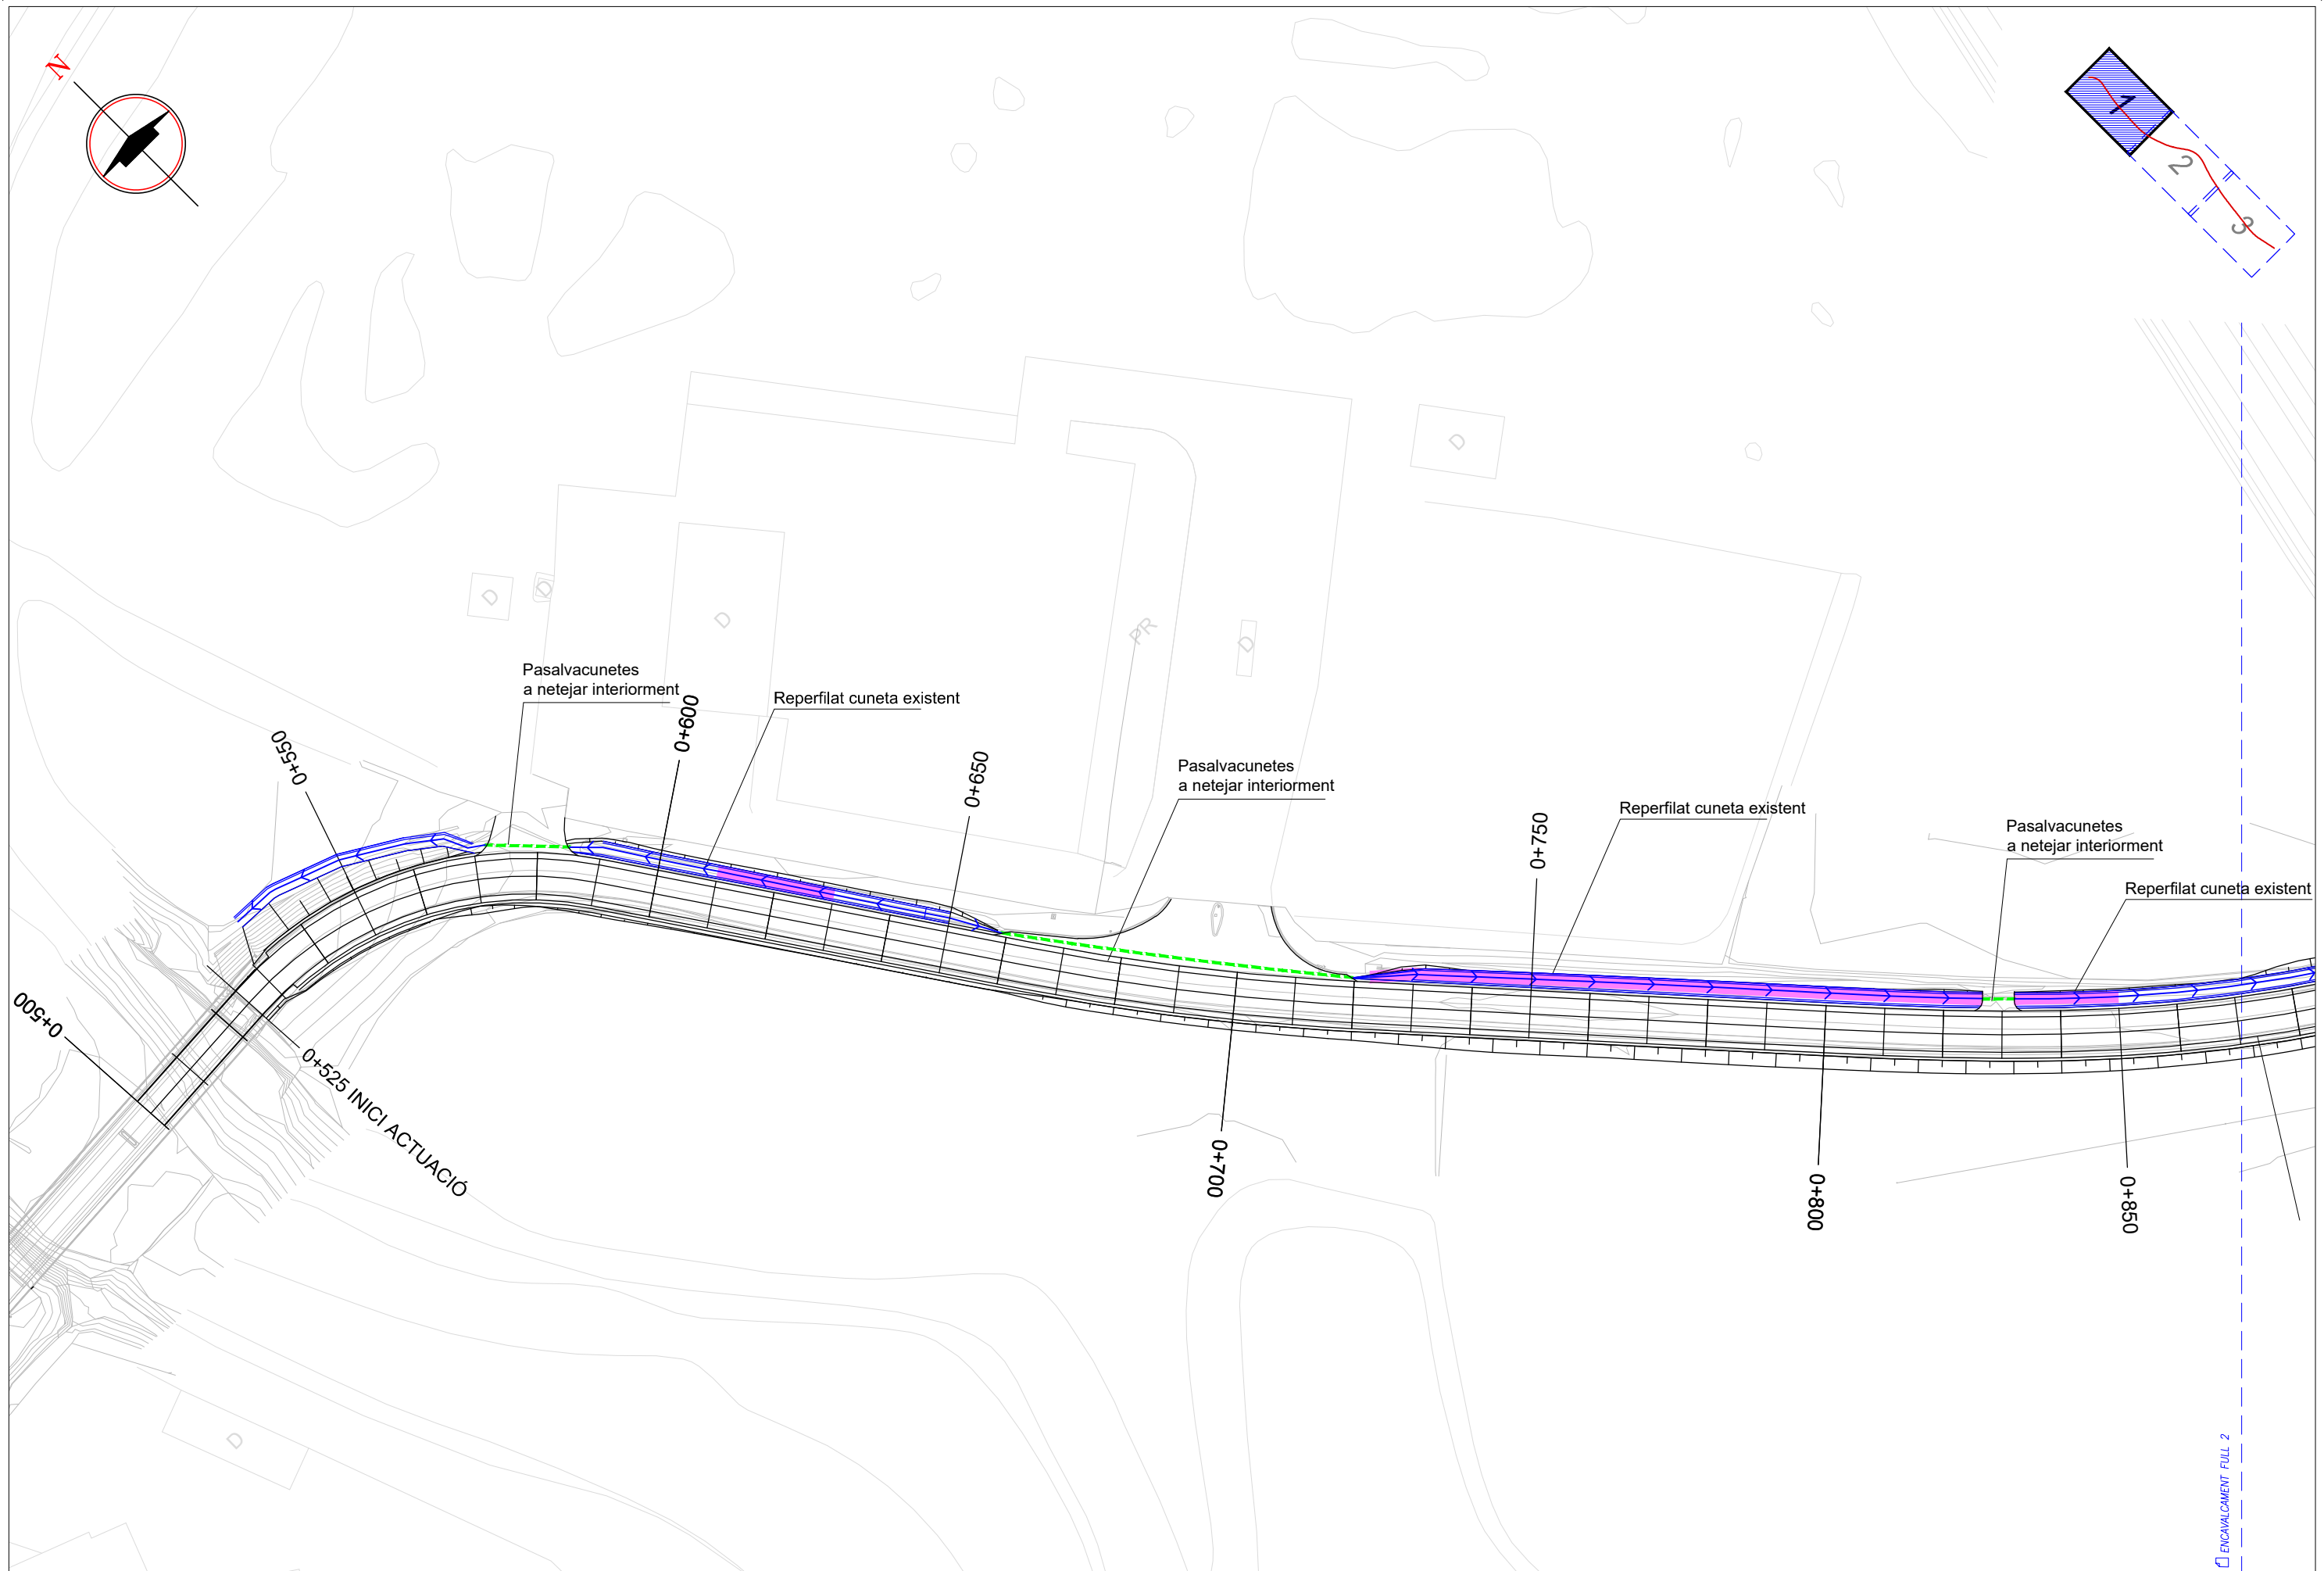 N
1
2
3
D
D
D
D
PR
D
Pasalvacunetes
a netejar interiorment
Reperfilat cuneta existent
0+600
0+550
0+650
Pasalvacunetes
a netejar interiorment
0+750
Reperfilat cuneta existent
Pasalvacunetes
a netejar interiorment
Reperfilat cuneta existent
0+500
0+525 INICI ACTUACIÓ
0+700
0+800
0+850
D
ENCAVALCAMENT FULL 2